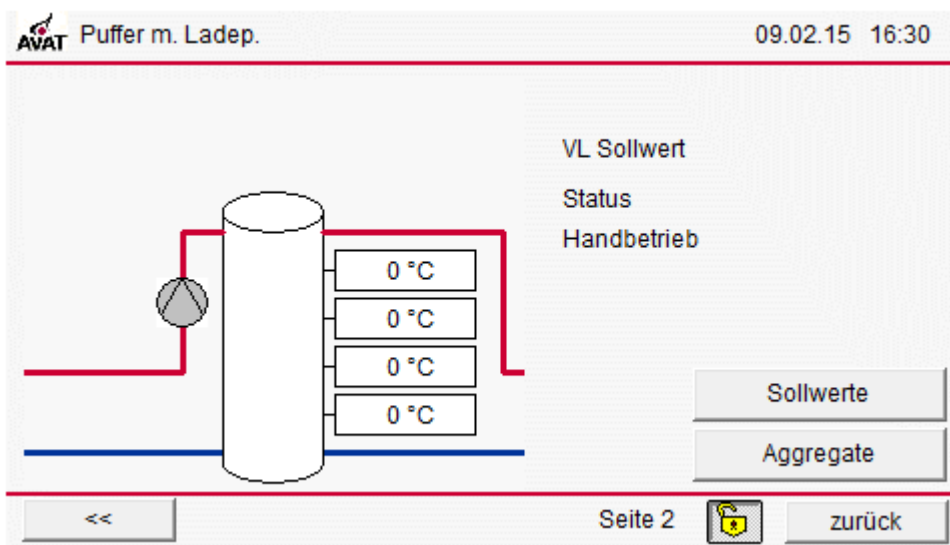 AVAT Puffer m. Ladep. 09.02.15 16:30
VL Sollwert
Status
Handbetrieb
0 °C
0 °C
0 °C
0 °C
Sollwerte
Aggregate
<< Seite 2 zurück